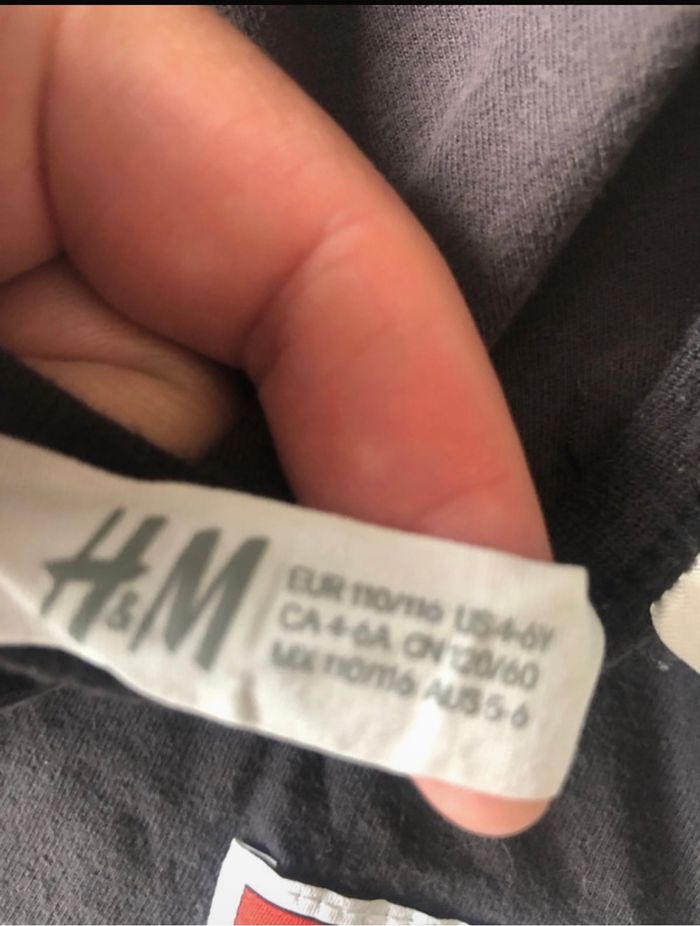 H&M
EUR 110/116 US 4-6Y
CA 4-6A CN 120/60
MX 110/116 AUS 5-6